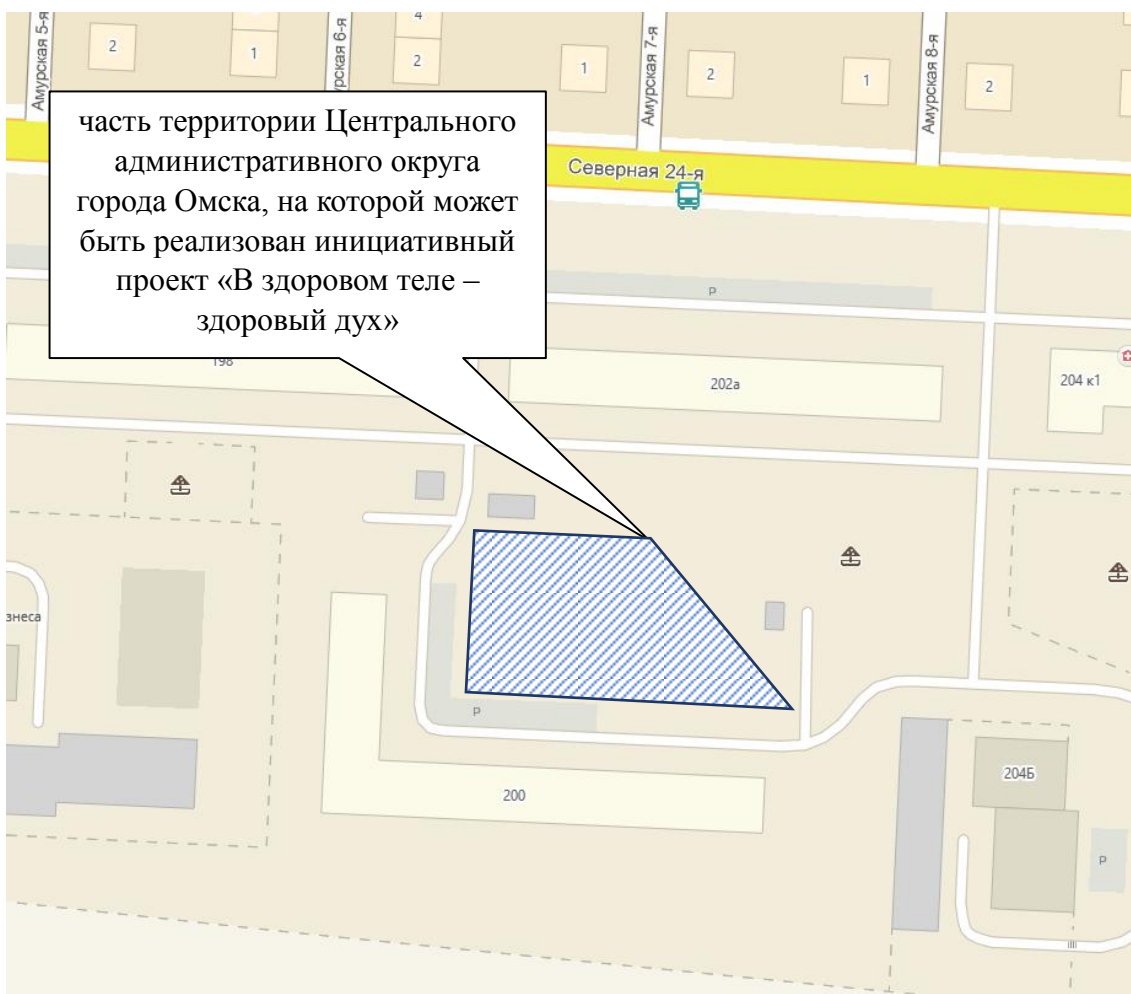 Амурская 5-я
2
1
рская 6-я
4
2
1
Амурская 7-я
2
1
Амурская 8-я
2
часть территории Центрального
административного округа
города Омска, на которой может
быть реализован инициативный
проект «В здоровом теле –
здоровый дух»
Северная 24-я
P
198
202а
204 к1
знеса
P
200
204Б
P